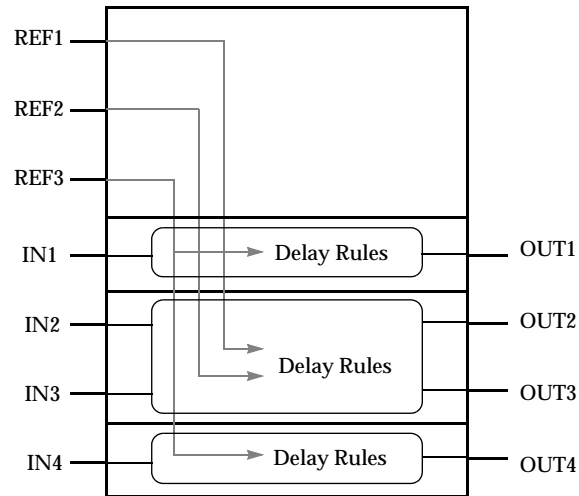 REF1
REF2
REF3
IN1
Delay Rules
OUT1
IN2
OUT2
Delay Rules
IN3
OUT3
IN4
Delay Rules
OUT4